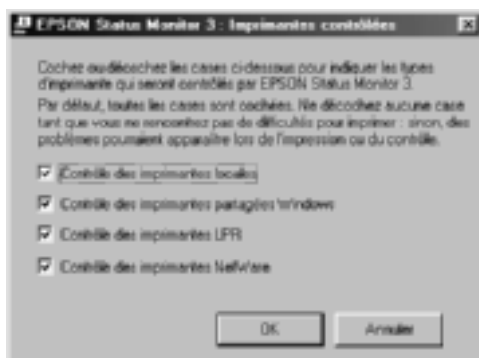 EPSON Status Monitor 3 : Imprimantes contrôlées
Cochez ou décochez les cases ci-dessous pour indiquer les types
d'imprimante qui seront contrôlés par EPSON Status Monitor 3.
Par défaut, toutes les cases sont cochées. Ne décochez aucune case
tant que vous ne rencontrez pas de difficultés pour imprimer : sinon, des
problèmes pourraient apparaître lors de l'impression ou du contrôle.
Contrôle des imprimantes locales
Contrôle des imprimantes partagées Windows
Contrôle des imprimantes LPR
Contrôle des imprimantes NetWare
OK
Annuler